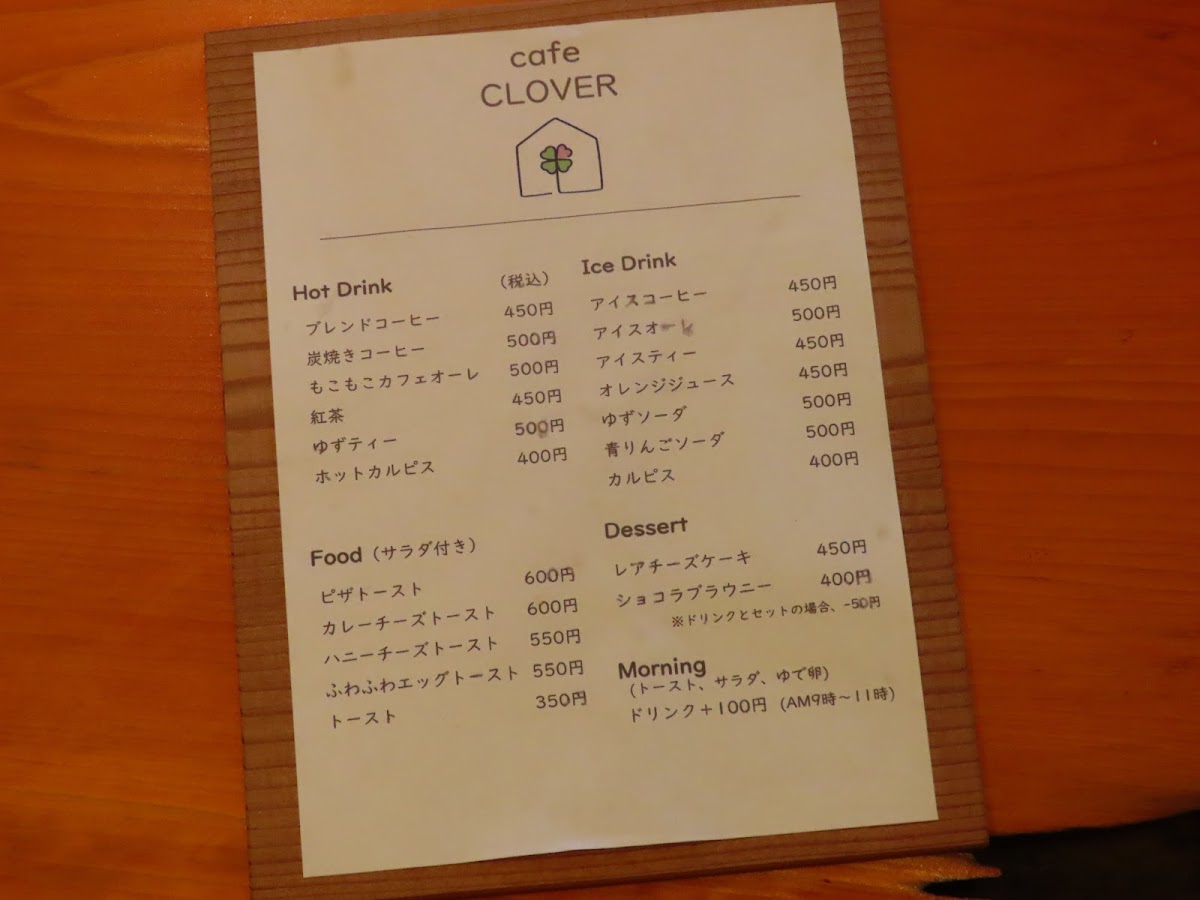 cafe
CLOVER
Hot Drink （税込）
ブレンドコーヒー 450円
炭焼きコーヒー 500円
もこもこカフェオーレ 500円
紅茶 450円
ゆずティー 500円
ホットカルピス 400円
Ice Drink
アイスコーヒー 450円
アイスオーレ 500円
アイスティー 450円
オレンジジュース 450円
ゆずソーダ 500円
青りんごソーダ 500円
カルピス 400円
Food（サラダ付き）
ピザトースト 600円
カレーチーズトースト 600円
ハニーチーズトースト 550円
ふわふわエッグトースト 550円
トースト 350円
Dessert
レアチーズケーキ 450円
ショコラブラウニー 400円
※ドリンクとセットの場合、-50円
Morning
（トースト、サラダ、ゆで卵）
ドリンク＋100円 （AM9時～11時）